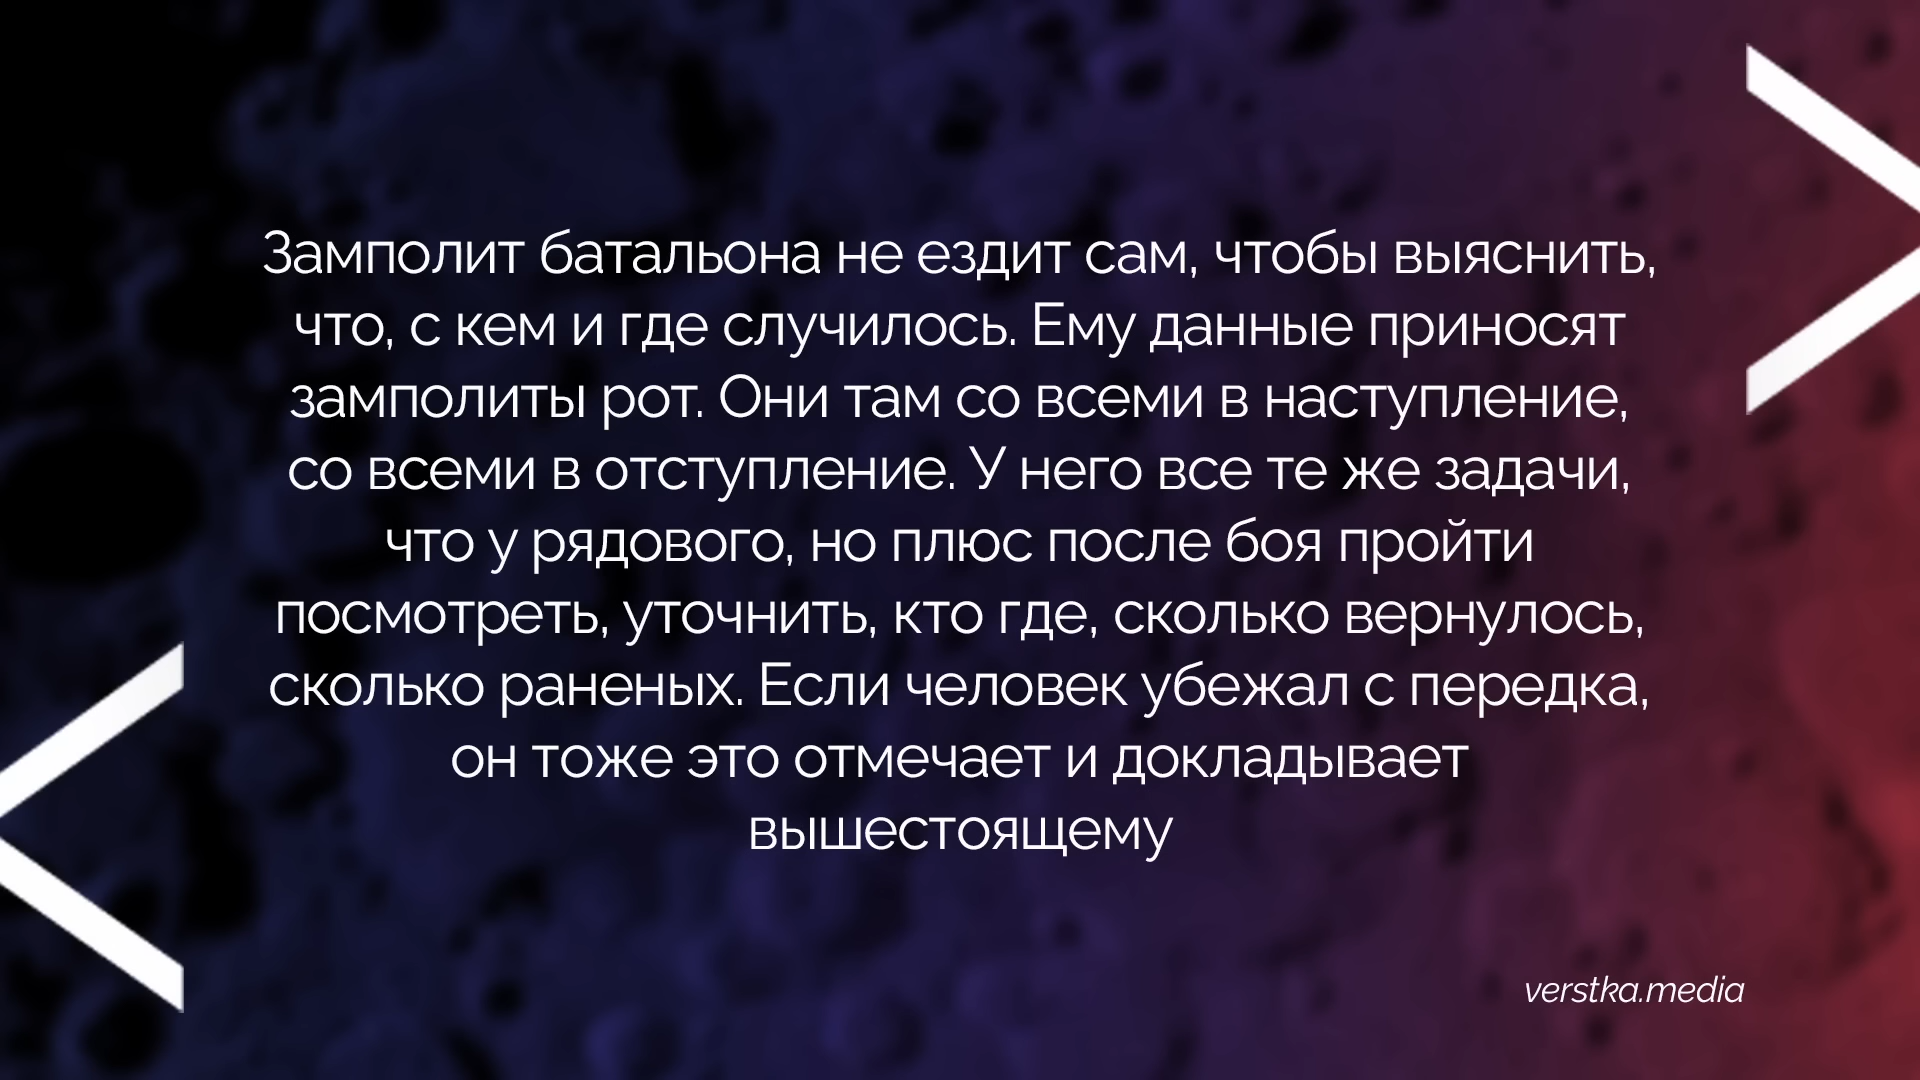 Замполит батальона не ездит сам, чтобы выяснить,
что, с кем и где случилось. Ему данные приносят
замполиты рот. Они там со всеми в наступление,
со всеми в отступление. У него все те же задачи,
что у рядового, но плюс после боя пройти
посмотреть, уточнить, кто где, сколько вернулось,
сколько раненых. Если человек убежал с передка,
он тоже это отмечает и докладывает
вышестоящему
verstka.media